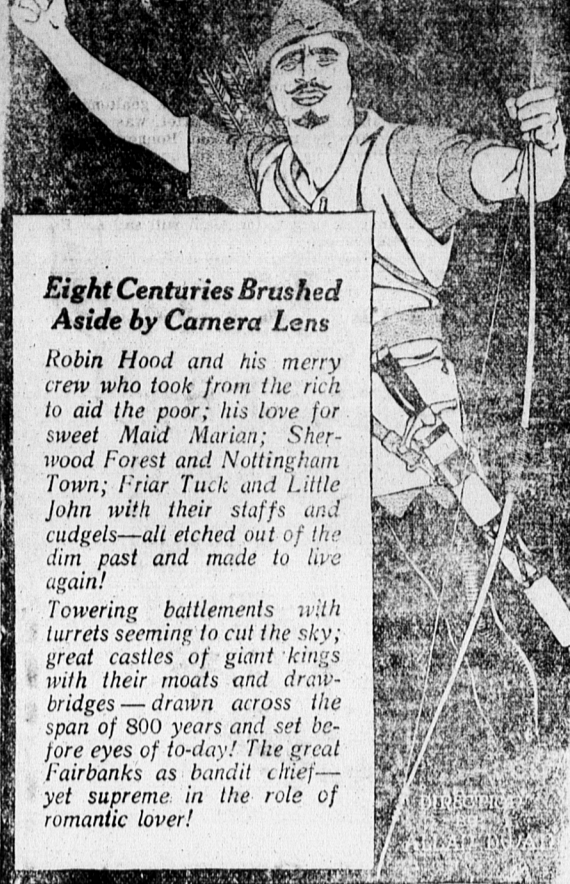 Eight Centuries Brushed
Aside by Camera Lens
Robin Hood and his merry
crew who took from the rich
to aid the poor; his love for
sweet Maid Marian; Sher-
wood Forest and Nottingham
Town; Friar Tuck and Little
John with their staffs and
cudgels—all etched out of the
dim past and made to live
again!
Towering battlements with
turrets seeming to cut the sky;
great castles of giant kings
with their moats and draw-
bridges — drawn across the
span of 800 years and set be-
fore eyes of to-day! The great
Fairbanks as bandit chief—
yet supreme in the role of
romantic lover!
DIRECTION
ALLAN DWAN